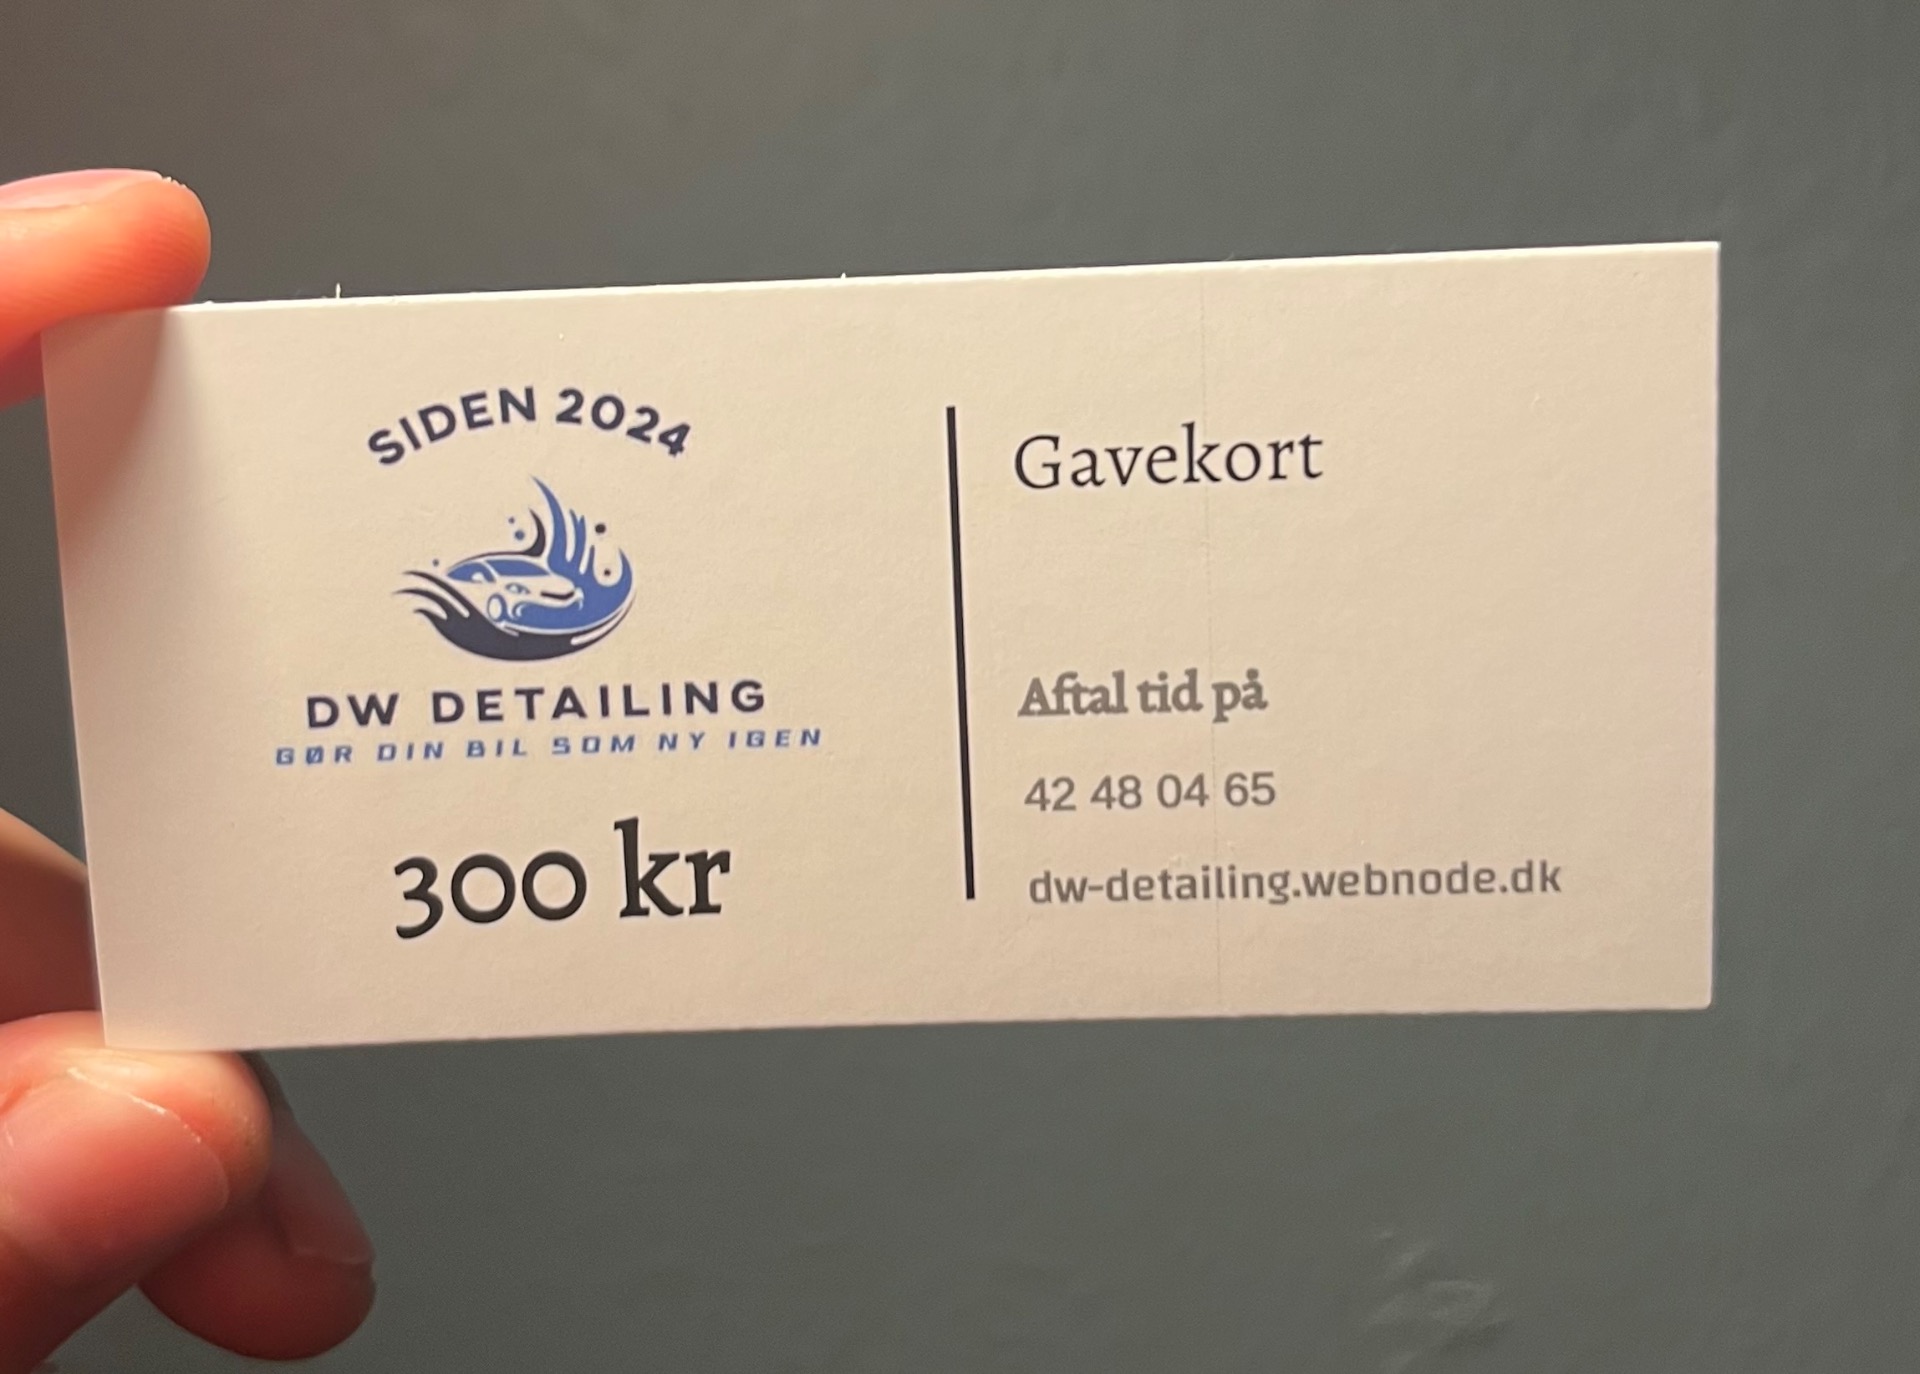 SIDEN 2024
DW DETAILING
GØR DIN BIL SOM NY IGEN
300 kr
Gavekort
Aftal tid på
42 48 04 65
dw-detailing.webnode.dk